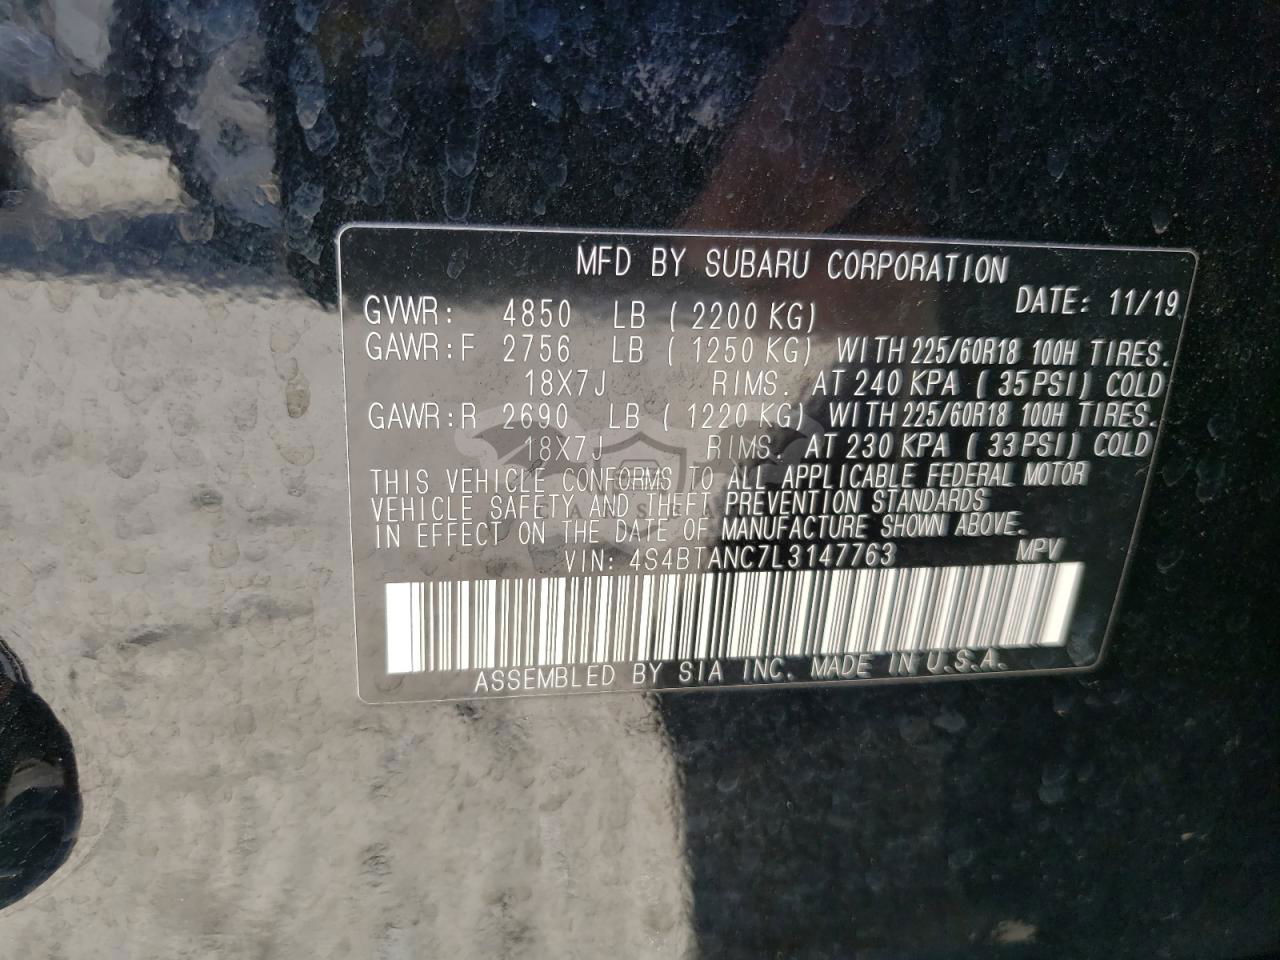 MFD BY SUBARU CORPORATION
DATE: 11/19
GVWR: 4850 LB (2200 KG)
GAWR:F 2756 LB (1250 KG) WITH 225/60R18 100H TIRES.
18X7J RIMS. AT 240 KPA (35PSI) COLD
GAWR:R 2690 LB (1220 KG) WITH 225/60R18 100H TIRES.
18X7J RIMS. AT 230 KPA (33PSI) COLD
THIS VEHICLE CONFORMS TO ALL APPLICABLE FEDERAL MOTOR
VEHICLE SAFETY AND THEFT PREVENTION STANDARDS
IN EFFECT ON THE DATE OF MANUFACTURE SHOWN ABOVE.
VIN: 4S4BTANC7L3147763 MPV
ASSEMBLED BY SIA INC. MADE IN U.S.A.